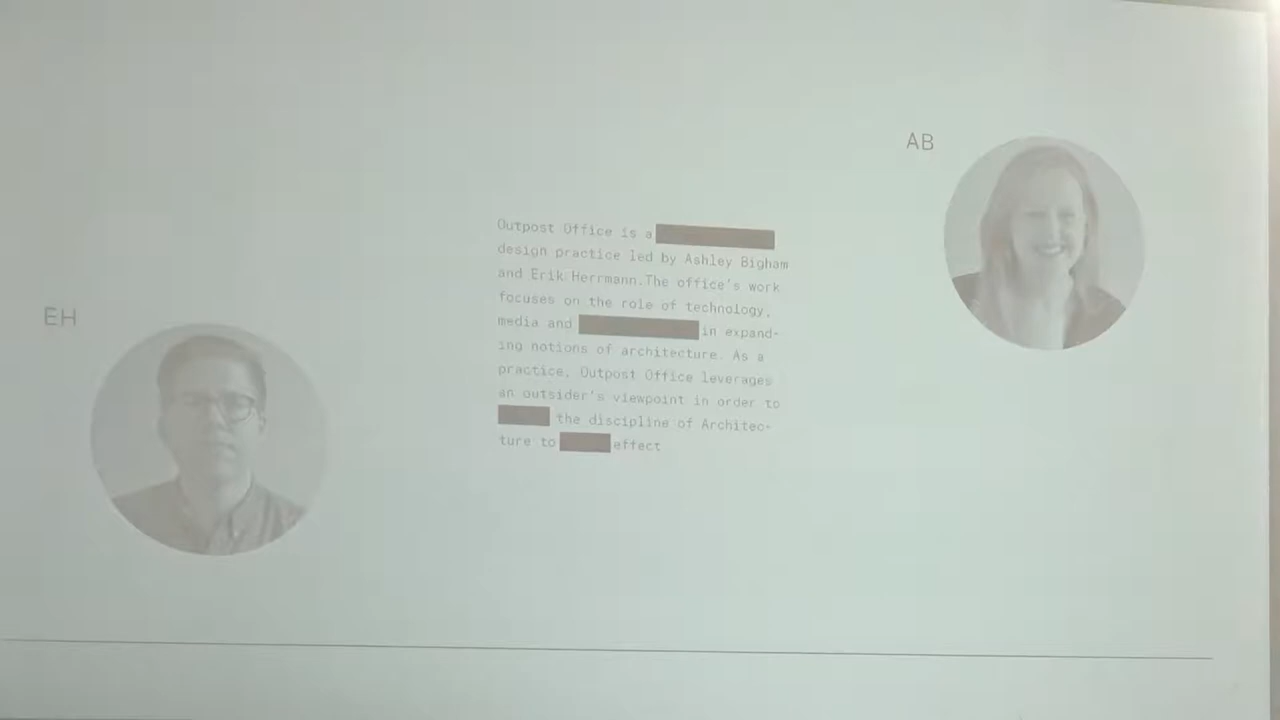 AB
Outpost Office is a
design practice led by Ashley Bigham
and Erik Herrmann.The office's work
focuses on the role of technology,
media and in expand-
ing notions of architecture. As a
practice, Outpost Office leverages
an outsider's viewpoint in order to
the discipline of Architec-
ture to effect
EH